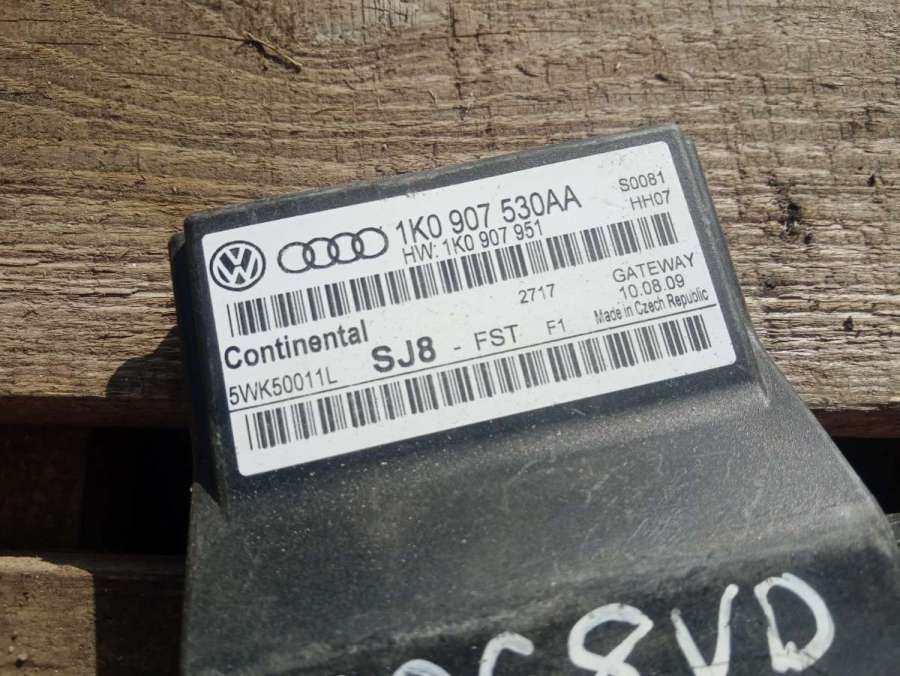 1K0 907 530AA
S0081
HW: 1K0 907 951
HH07
2717
GATEWAY
10.08.09
Continental
SJ8 - FST F1
Made in Czech Republic
5WK50011L
8VD